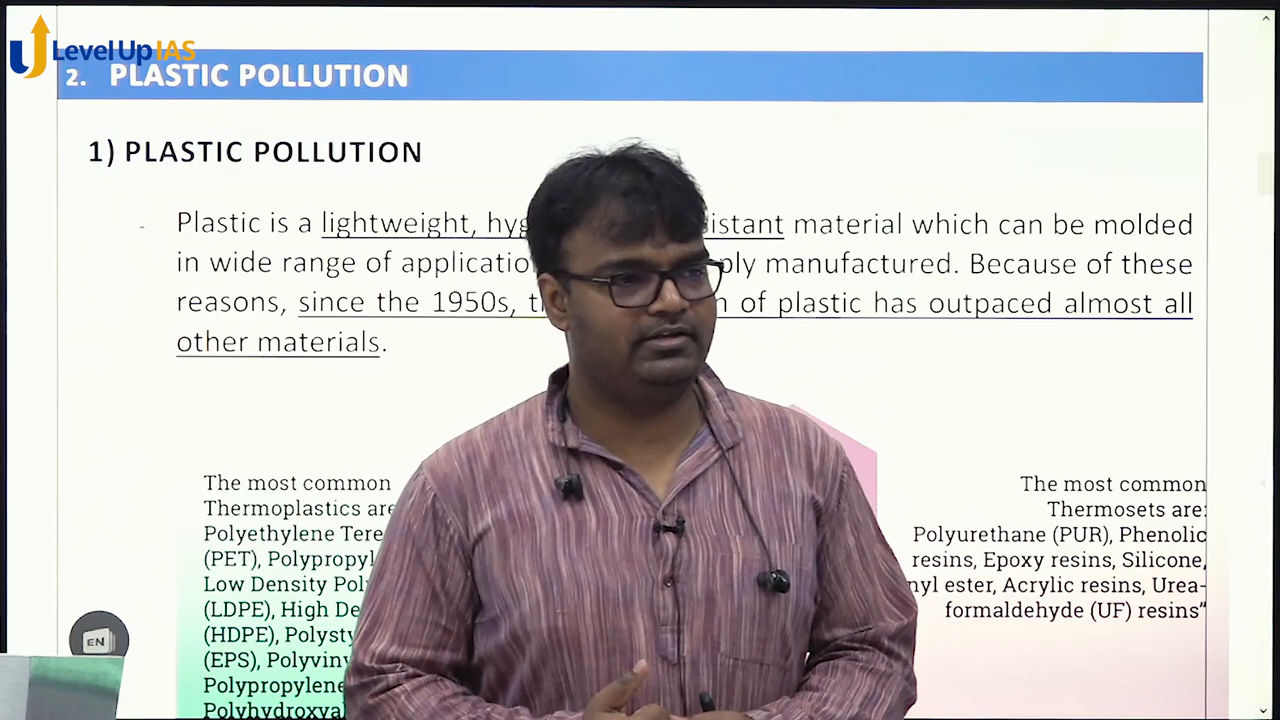 Level Up IAS
2. PLASTIC POLLUTION
1) PLASTIC POLLUTION
- Plastic is a lightweight, hyg istant material which can be molded
in wide range of applicatio ply manufactured. Because of these
reasons, since the 1950s, t n of plastic has outpaced almost all
other materials.
The most common
Thermoplastics are
Polyethylene Tere
(PET), Polypropyl
Low Density Pol
(LDPE), High De
(HDPE), Polysty
(EPS), Polyviny
Polypropylene
Polyhydroxyal
The most common
Thermosets are:
Polyurethane (PUR), Phenolic
resins, Epoxy resins, Silicone,
nyl ester, Acrylic resins, Urea-
formaldehyde (UF) resins"
EN